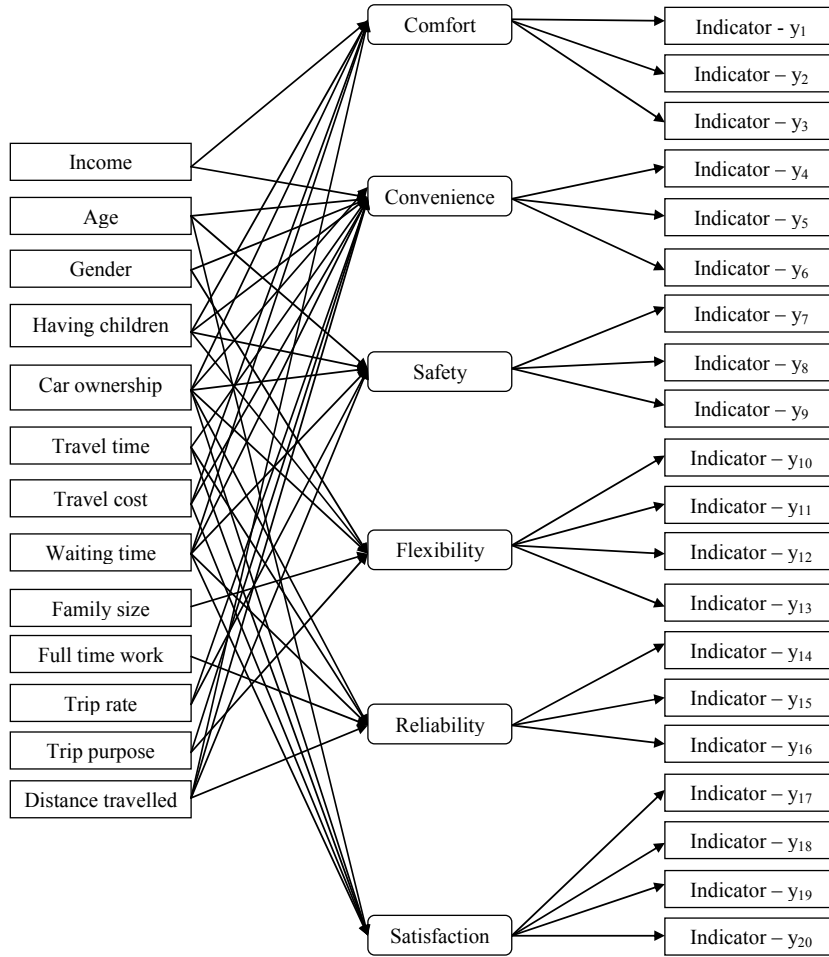 Income
Age
Gender
Having children
Car ownership
Travel time
Travel cost
Waiting time
Family size
Full time work
Trip rate
Trip purpose
Distance travelled
Comfort
Convenience
Safety
Flexibility
Reliability
Satisfaction
Indicator - y₁
Indicator – y₂
Indicator – y₃
Indicator – y₄
Indicator – y₅
Indicator – y₆
Indicator – y₇
Indicator – y₈
Indicator – y₉
Indicator – y₁₀
Indicator – y₁₁
Indicator – y₁₂
Indicator – y₁₃
Indicator – y₁₄
Indicator – y₁₅
Indicator – y₁₆
Indicator – y₁₇
Indicator – y₁₈
Indicator – y₁₉
Indicator – y₂₀